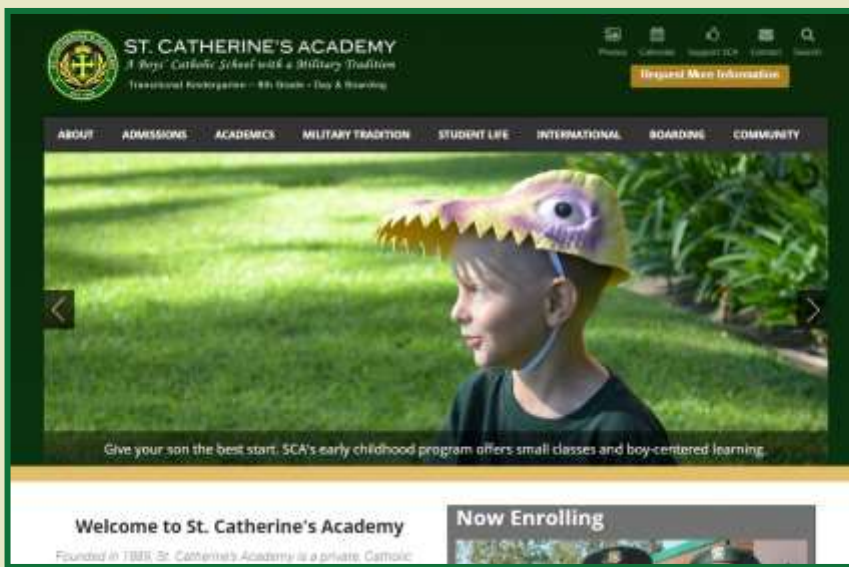 ST. CATHERINE'S ACADEMY
A Boys' Catholic School with a Military Tradition
Transitional Kindergarten - 8th Grade - Day & Boarding
Photos Calendar Support SCA Contact Search
Request More Information
ABOUT ADMISSIONS ACADEMICS MILITARY TRADITION STUDENT LIFE INTERNATIONAL BOARDING COMMUNITY
Give your son the best start. SCA's early childhood program offers small classes and boy-centered learning.
Welcome to St. Catherine's Academy
Founded in 1889, St. Catherine's Academy is a private, Catholic
Now Enrolling